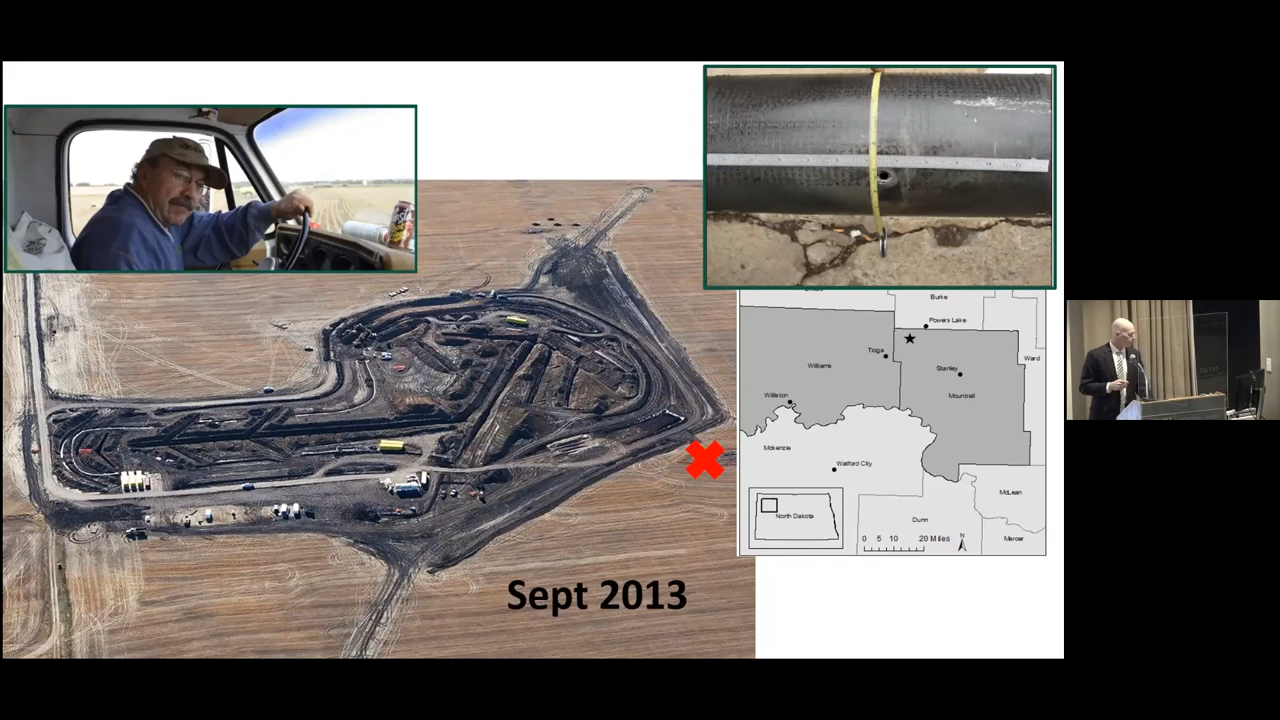 Burke
Powers Lake
Tioga
Ward
Stanley
Williams
Williston
Mountrail
Mckenzie
Watford City
McLean
North Dakota
Dunn
Mercer
0 5 10 20 Miles
N
Sept 2013